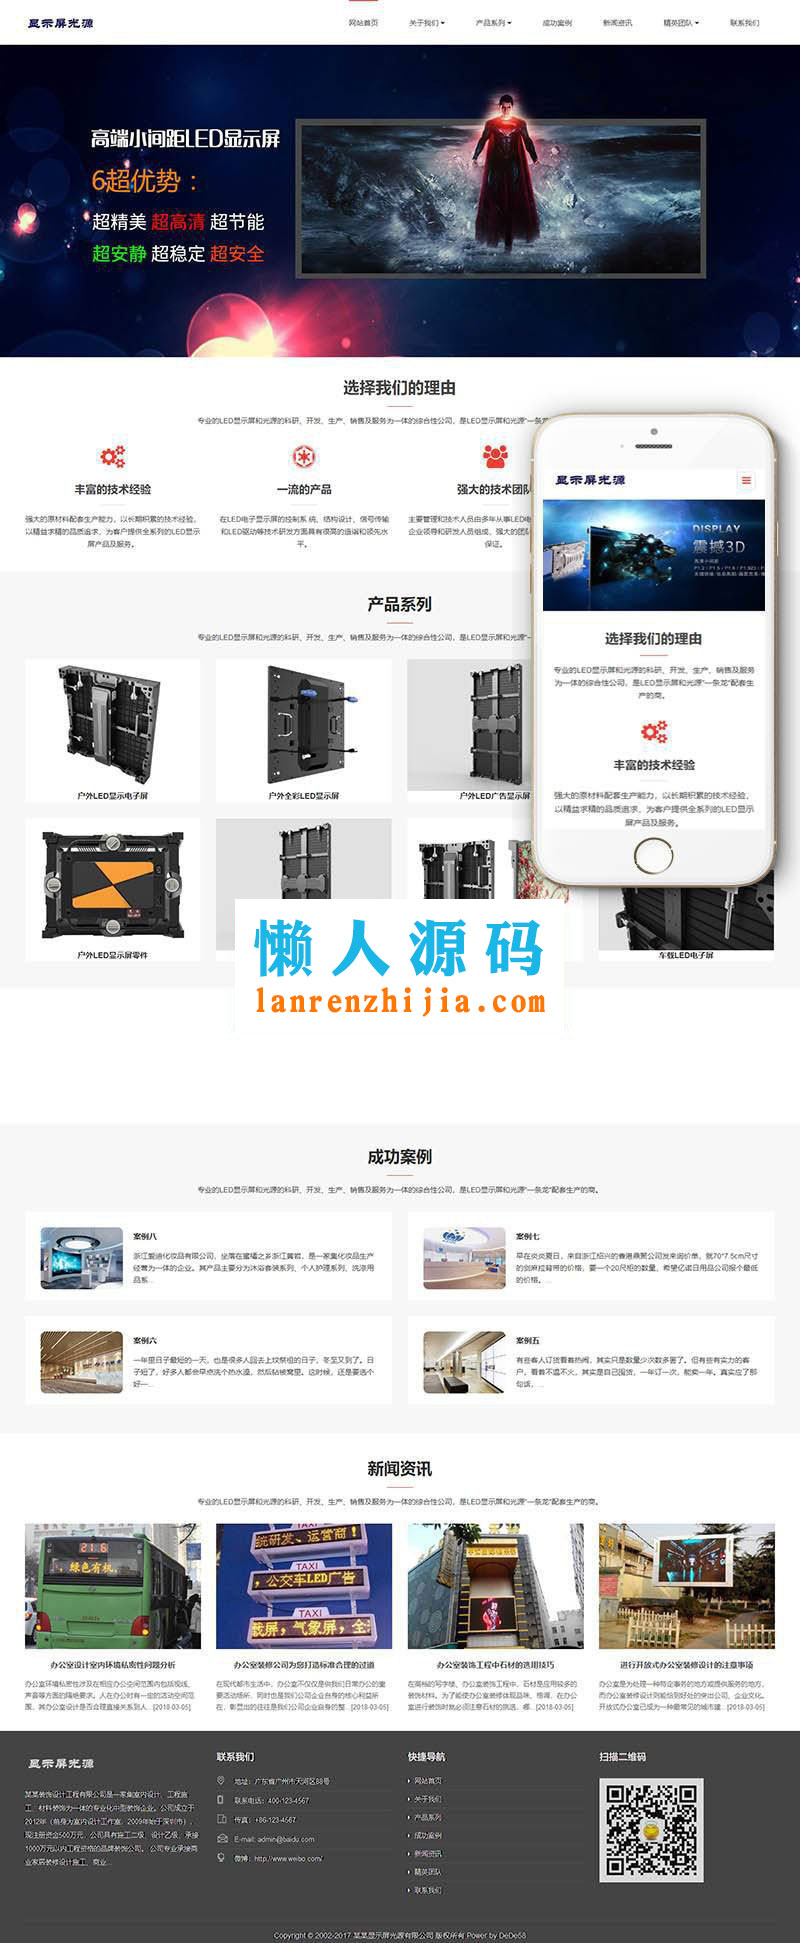 显示屏光源
网站首页 关于我们 产品系列 成功案例 新闻资讯 精英团队 联系我们
高端小间距LED显示屏
6超优势：
超精美 超高清 超节能
超安静 超稳定 超安全
选择我们的理由
专业的LED显示屏和光源的科研、开发、生产、销售及服务为一体的综合性公司，是LED显示屏和光源“一条龙
丰富的技术经验
强大的原材料配套生产能力，以长期积累的技术经验，
以精益求精的品质追求，为客户提供全系列的LED显示
屏产品及服务。
一流的产品
在LED电子显示屏的控制系统、结构设计、信号传输
和LED驱动等技术研发方面具有很高的造诣和领先水
平。
强大的技术团队
主要管理和技术人员由多年从事LED电
企业领导和研发人员组成，强大的团队
保证。
显示屏光源
DISPLAY
震撼3D
选择我们的理由
专业的LED显示屏和光源的科研、开发、生产、销售及服务
为一体的综合性公司，是LED显示屏和光源“一条龙”配套生
产的商。
丰富的技术经验
强大的原材料配套生产能力，以长期积累的技术经验，
以精益求精的品质追求，为客户提供全系列的LED显示
屏产品及服务。
产品系列
专业的LED显示屏和光源的科研、开发、生产、销售及服务为一体的综合性公司，是LED显示屏和光源“一
户外LED显示电子屏
户外全彩LED显示屏
户外LED广告显示屏
户外LED显示屏零件
车载LED电子屏
懒人源码
lanrenzhijia.com
成功案例
专业的LED显示屏和光源的科研、开发、生产、销售及服务为一体的综合性公司，是LED显示屏和光源“一条龙”配套生产的商。
案例八
浙江爱迪化妆品有限公司，坐落在蜜橘之乡浙江黄岩，是一家集化妆品生产
经营为一体的企业。其产品主要分为沐浴套装系列、个人护理系列、洗涤用
品系...
案例七
早在炎炎夏日，来自浙江绍兴的香港鼎聚公司发来询价单，就70*7.5cm尺寸
的剑麻拉背带的价格，要一个20尺柜的数量，希望亿诺日用品公司报个最低
的价格。...
案例六
一年里日子最短的一天，也是很多人回去上坟祭祖的日子，冬至又到了。日
子短了，好多人都会早点洗个热水澡，然后钻被窝里。这时候，还是要选个
好一...
案例五
有些客人订货看着热闹，其实只是数量少次数多罢了。但有些有实力的客
户，看着不温不火，其实是自己囤货，一年订一次，能卖一年。真实应了那
句话，...
新闻资讯
专业的LED显示屏和光源的科研、开发、生产、销售及服务为一体的综合性公司，是LED显示屏和光源“一条龙”配套生产的商。
216
，绿色有机
院研发、运营商！
TAXI
，公交车LED广告
TAXI
载屏，气象屏，全
办公室设计室内环境私密性问题分析
办公室环境私密性涉及在相应办公空间范围内包括视线、
声音等方面的隔绝要求。人在办公时有一定的活动空间范
围，其办公室设计是否合理直接关系到人...[2018-03-05]
办公室装修公司为您打造标准合理的过道
在现代都市生活中，办公室不仅仅是供我们日常办公的重
要活动场所，同时也是我们公司企业自身的核心利益所
在，彰显出的往往是我们公司企业自身的整...[2018-03-05]
办公室装饰工程中石材的选用技巧
在高档的写字楼、办公室装饰工程中，石材是应用较多的
装饰材料。为了能使办公室装修体现品味、格调，在办公
室进行装饰时就必须注意石材的挑选，哪...[2018-03-05]
进行开放式办公室装修设计的注意事项
办公室是为处理一种特定事务的地方或提供服务的地方，
而办公室装修设计则能恰到好处的突出公司、企业文化。
开放式办公室已成为一种最常见的城市建...[2018-03-05]
显示屏光源
某某装饰设计工程有限公司是一家集室内设计、工程施
工、材料装饰为一体的专业化中型装饰企业。公司成立于
2012年（前身为室内设计工作室，2009年始于深圳市），
现注册资金500万元，公司具有施工二级、设计乙级，承接
1000万元以内工程资格的品牌装饰公司。公司专业承接商
业家居装修设计施工、商业...
联系我们
地址：广东省广州市天河区88号
联系电话：400-123-4567
传真：+86-123-4567
E-mail: admin@baidu.com
微博：http://www.weibo.com/
快捷导航
网站首页
关于我们
产品系列
成功案例
新闻资讯
精英团队
联系我们
扫描二维码
Copyright © 2002-2017 某某显示屏光源有限公司 版权所有 Power by DeDe58